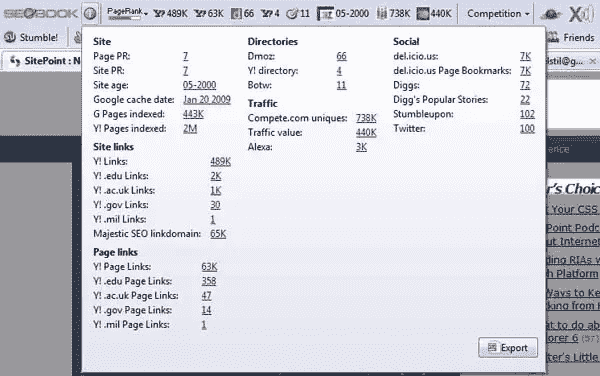 SEOBOOK PageRank 489K 63K 66 4 11 05-2000 738K 440K Competition
Stumble! Friends
SitePoint : N
elstil@g...
Site
Page PR: 7
Site PR: 7
Site age: 05-2000
Google cache date: Jan 20 2009
G Pages indexed: 443K
Y! Pages indexed: 2M
Site links
Y! Links: 489K
Y! .edu Links: 2K
Y! .ac.uk Links: 1K
Y! .gov Links: 30
Y! .mil Links: 1
Majestic SEO linkdomain: 65K
Page links
Y! Page Links: 63K
Y! .edu Page Links: 358
Y! .ac.uk Page Links: 47
Y! .gov Page Links: 14
Y! .mil Page Links: 1
Directories
Dmoz: 66
Y! directory: 4
Botw: 11
Traffic
Compete.com uniques: 738K
Traffic value: 440K
Alexa: 3K
Social
del.icio.us: 7K
del.icio.us Page Bookmarks: 7K
Diggs: 72
Digg's Popular Stories: 22
Stumbleupon: 102
Twitter: 100
Export
ence
r's Choic
t Your CSS
Point Podc
ut Internet
ding RIAs w
h Platform
Ways to Ke
cking from H
t to do abou
orer 6 (97)
ter's Little